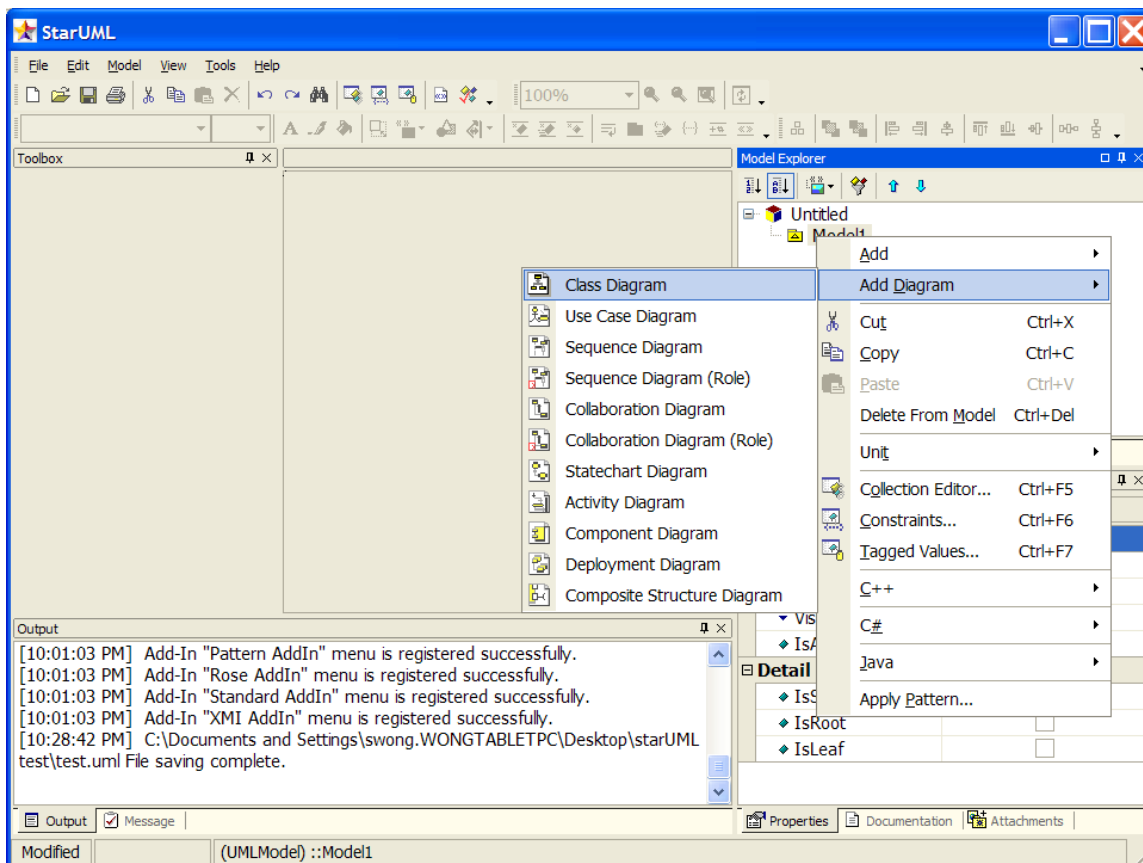 StarUML
File Edit Model View Tools Help
100%
Toolbox
Model Explorer
Untitled
Model1
Add
Add Diagram
Cut Ctrl+X
Copy Ctrl+C
Paste Ctrl+V
Delete From Model Ctrl+Del
Unit
Collection Editor... Ctrl+F5
Constraints... Ctrl+F6
Tagged Values... Ctrl+F7
C++
C#
Java
Apply Pattern...
Class Diagram
Use Case Diagram
Sequence Diagram
Sequence Diagram (Role)
Collaboration Diagram
Collaboration Diagram (Role)
Statechart Diagram
Activity Diagram
Component Diagram
Deployment Diagram
Composite Structure Diagram
Detail
IsRoot
IsLeaf
Output
[10:01:03 PM] Add-In "Pattern AddIn" menu is registered successfully.
[10:01:03 PM] Add-In "Rose AddIn" menu is registered successfully.
[10:01:03 PM] Add-In "Standard AddIn" menu is registered successfully.
[10:01:03 PM] Add-In "XMI AddIn" menu is registered successfully.
[10:28:42 PM] C:\Documents and Settings\swong.WONGTABLETPC\Desktop\starUML
test\test.uml File saving complete.
Output Message
Properties Documentation Attachments
Modified (UMLModel) ::Model1